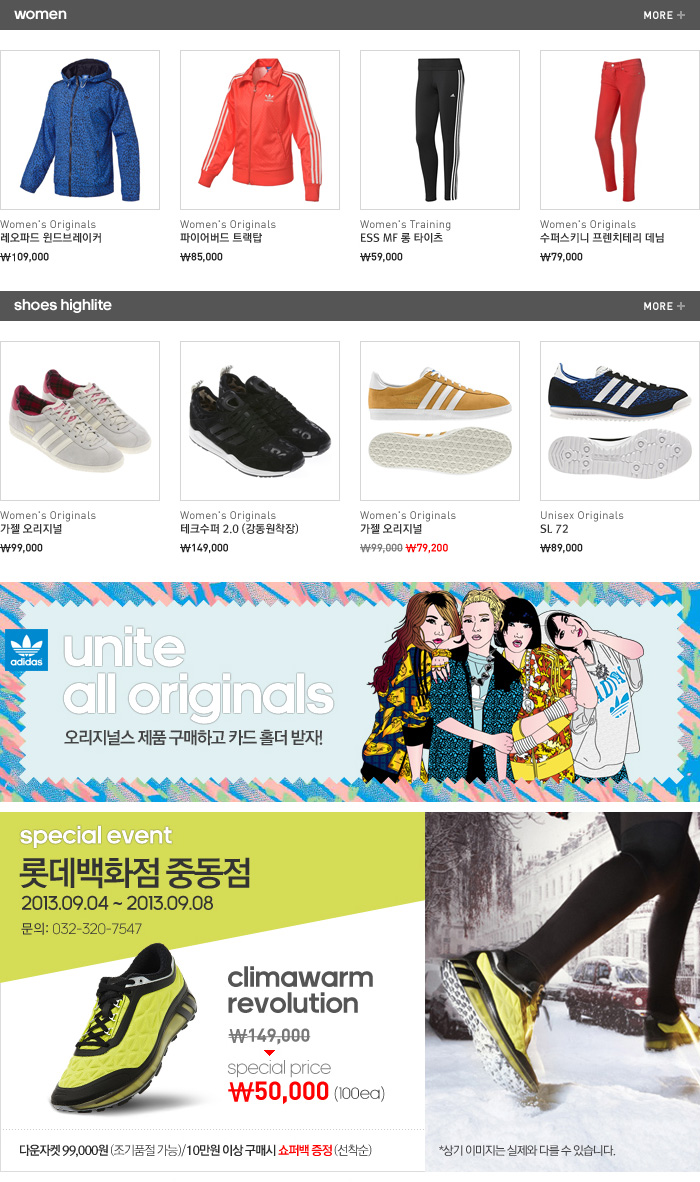 women
MORE +
Women's Originals
레오파드 윈드브레이커
₩109,000
Women's Originals
파이어버드 트랙탑
₩85,000
Women's Training
ESS MF 롱 타이츠
₩59,000
Women's Originals
수퍼스키니 프렌치테리 데님
₩79,000
shoes highlite
MORE +
Women's Originals
가젤 오리지널
₩99,000
Women's Originals
테크수퍼 2.0 (강동원착장)
₩149,000
Women's Originals
가젤 오리지널
₩99,000 ₩79,200
Unisex Originals
SL 72
₩89,000
adidas
unite
all originals
오리지널스 제품 구매하고 카드 홀더 받자!
adidas
special event
롯데백화점 중동점
2013.09.04 ~ 2013.09.08
문의: 032-320-7547
climawarm
revolution
₩149,000
special price
₩50,000 (100ea)
다운자켓 99,000원 (조기품절 가능)/10만원 이상 구매시 쇼퍼백 증정 (선착순)
*상기 이미지는 실제와 다를 수 있습니다.